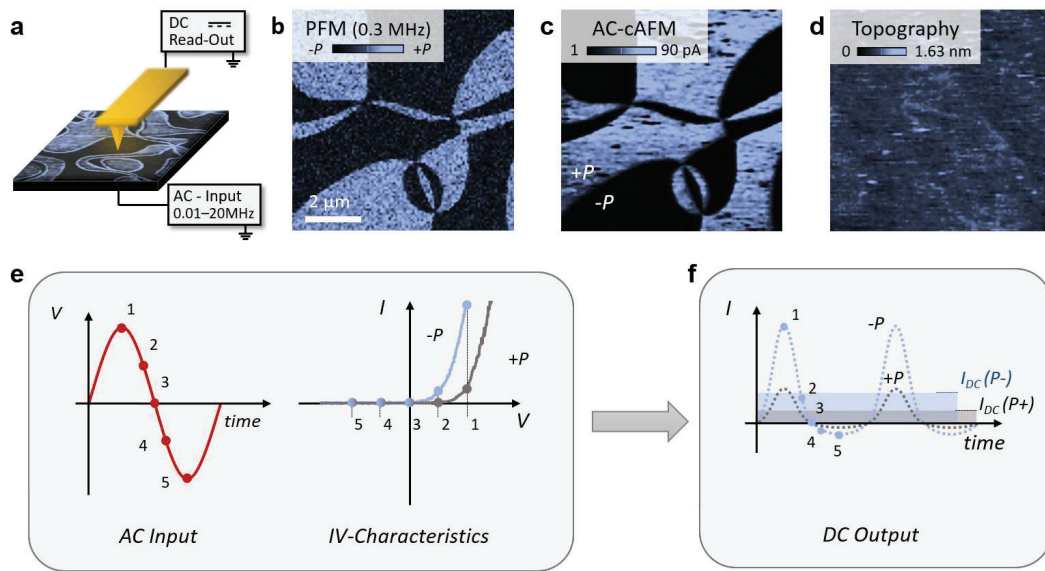 a
DC
Read-Out
AC - Input
0.01–20MHz
b
PFM (0.3 MHz)
-P +P
2 µm
c
AC-cAFM
1 90 pA
+P
-P
d
Topography
0 1.63 nm
e
V
1
2
3
4
5
time
AC Input
I
-P
+P
5 4 3 2 1
V
IV-Characteristics
f
I
1
-P
2
+P
3
4
5
I_DC (P-)
I_DC (P+)
time
DC Output